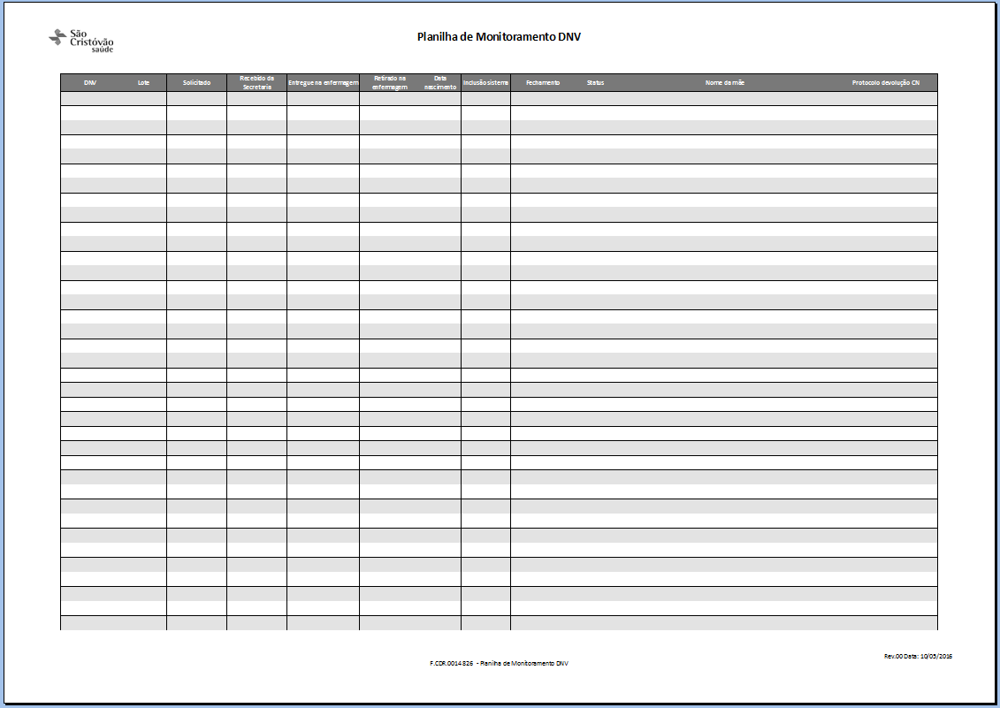 São
Cristóvão
saúde
Planilha de Monitoramento DNV
DNV Lote Solicitado Recebido da Secretaria Entregue na enfermagem Retirado na enfermagem Data nascimento Inclusão sistema Fechamento Status Nome da mãe Protocolo devolução CN
Rev.00 Data: 10/05/2016
F.CDR.0014 826 - Planilha de Monitoramento DNV